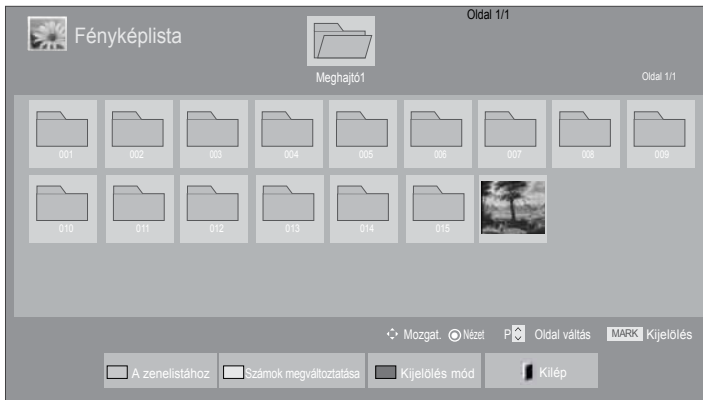 Oldal 1/1
Fényképlista
Meghajtó1
Oldal 1/1
001 002 003 004 005 006 007 008 009
010 011 012 013 014 015
Mozgat. Nézet P Oldal váltás MARK Kijelölés
A zenelistához Számok megváltoztatása Kijelölés mód Kilép